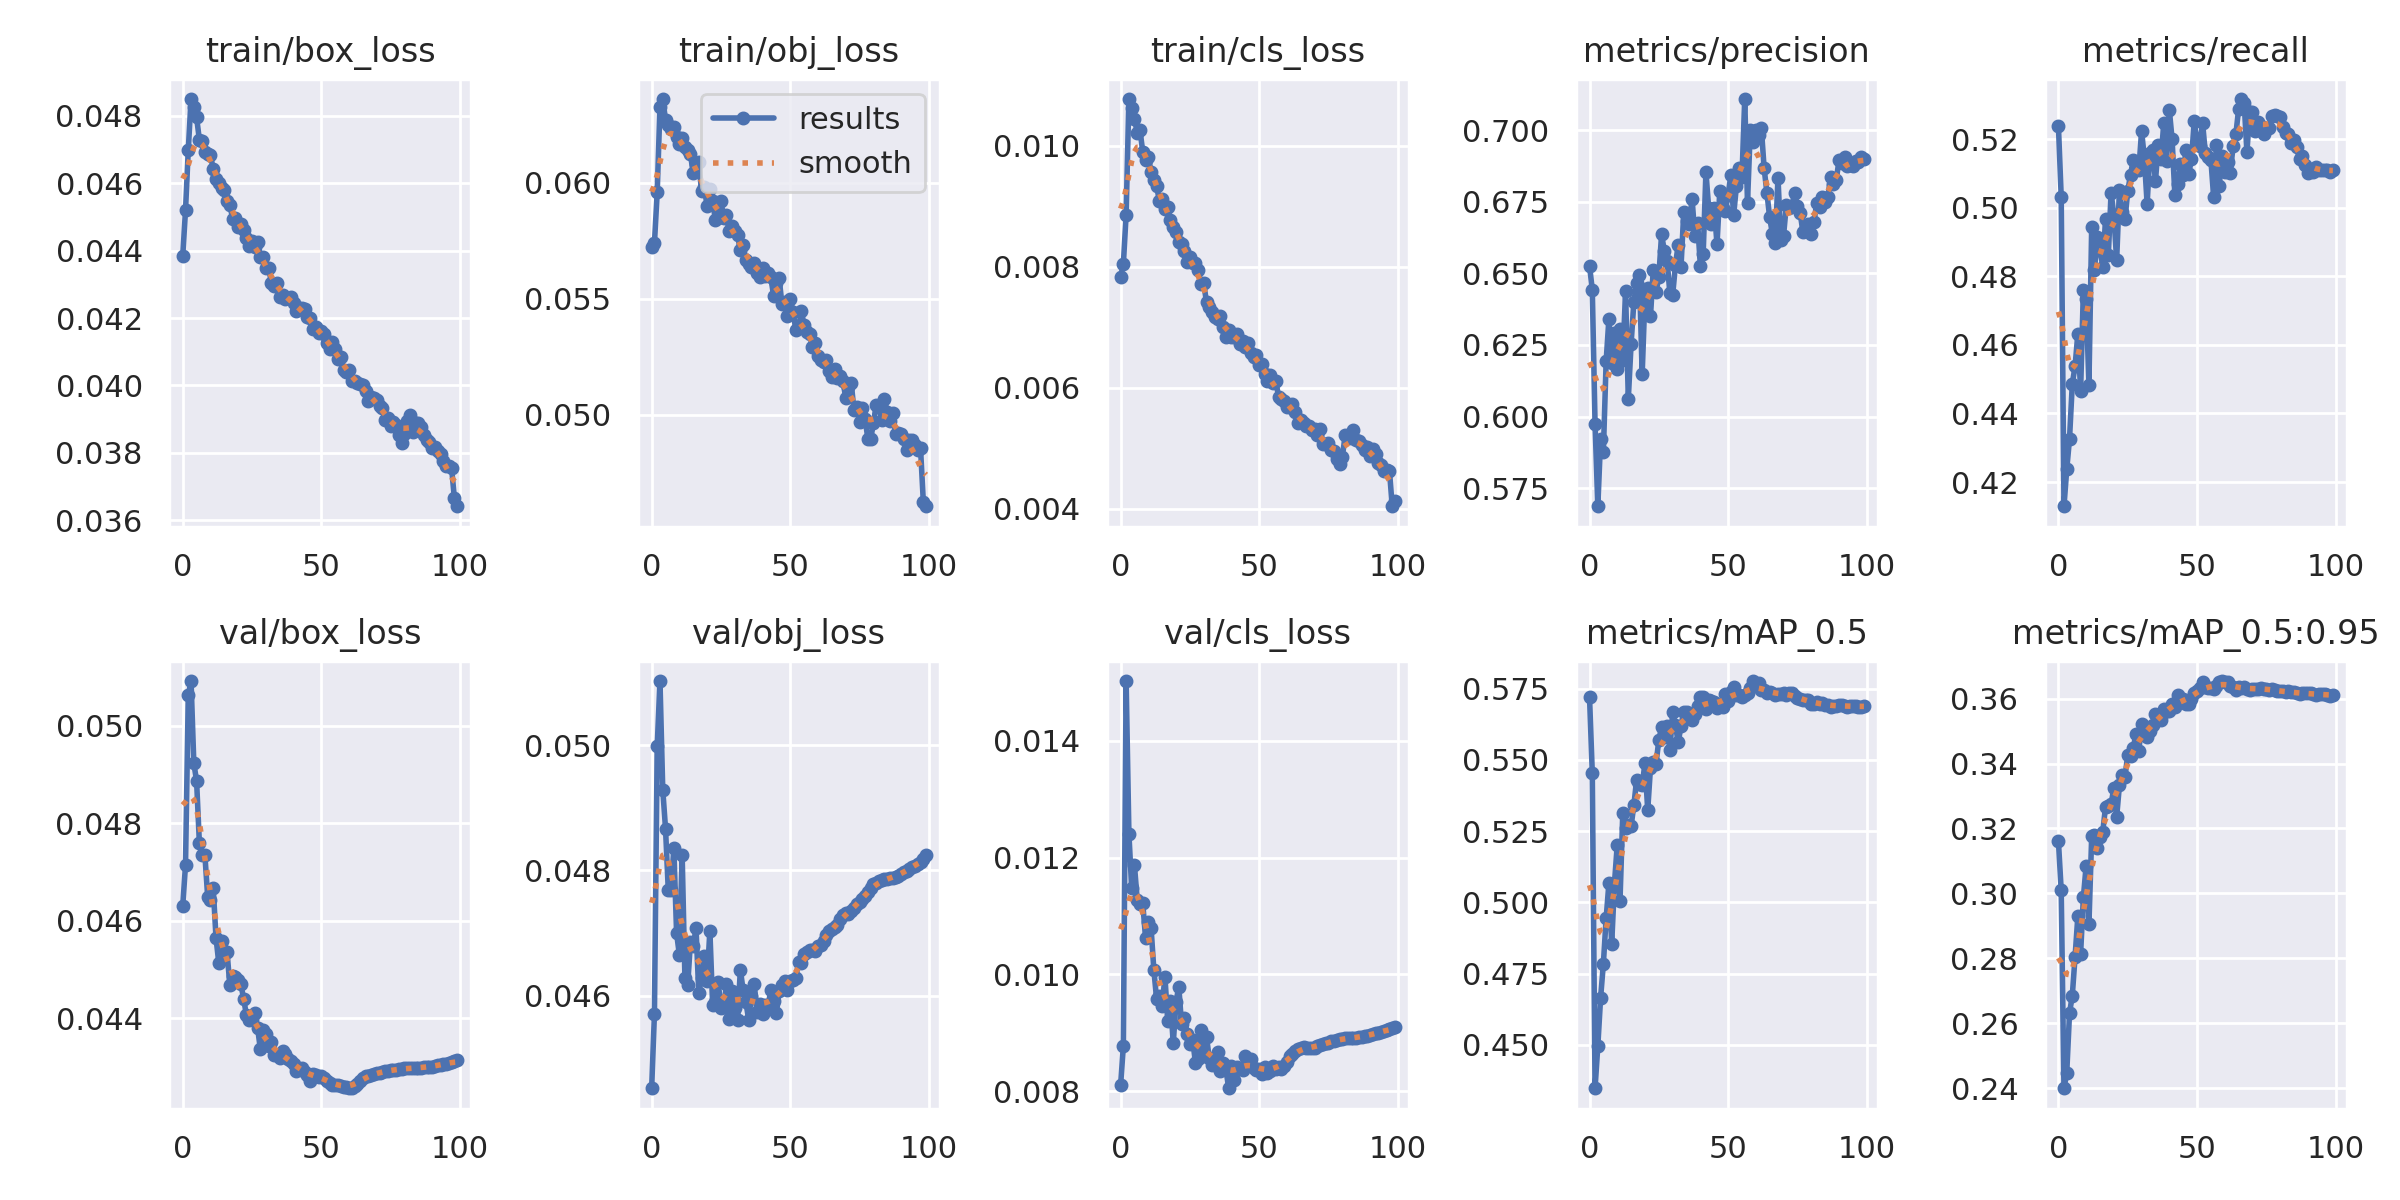 train/box_loss
train/obj_loss
train/cls_loss
metrics/precision
metrics/recall
0.048
0.046
0.044
0.042
0.040
0.038
0.036
0 50 100
results
smooth
0.060
0.055
0.050
0 50 100
0.010
0.008
0.006
0.004
0 50 100
0.700
0.675
0.650
0.625
0.600
0.575
0 50 100
0.52
0.50
0.48
0.46
0.44
0.42
0 50 100
val/box_loss
val/obj_loss
val/cls_loss
metrics/mAP_0.5
metrics/mAP_0.5:0.95
0.050
0.048
0.046
0.044
0 50 100
0.050
0.048
0.046
0 50 100
0.014
0.012
0.010
0.008
0 50 100
0.575
0.550
0.525
0.500
0.475
0.450
0 50 100
0.36
0.34
0.32
0.30
0.28
0.26
0.24
0 50 100